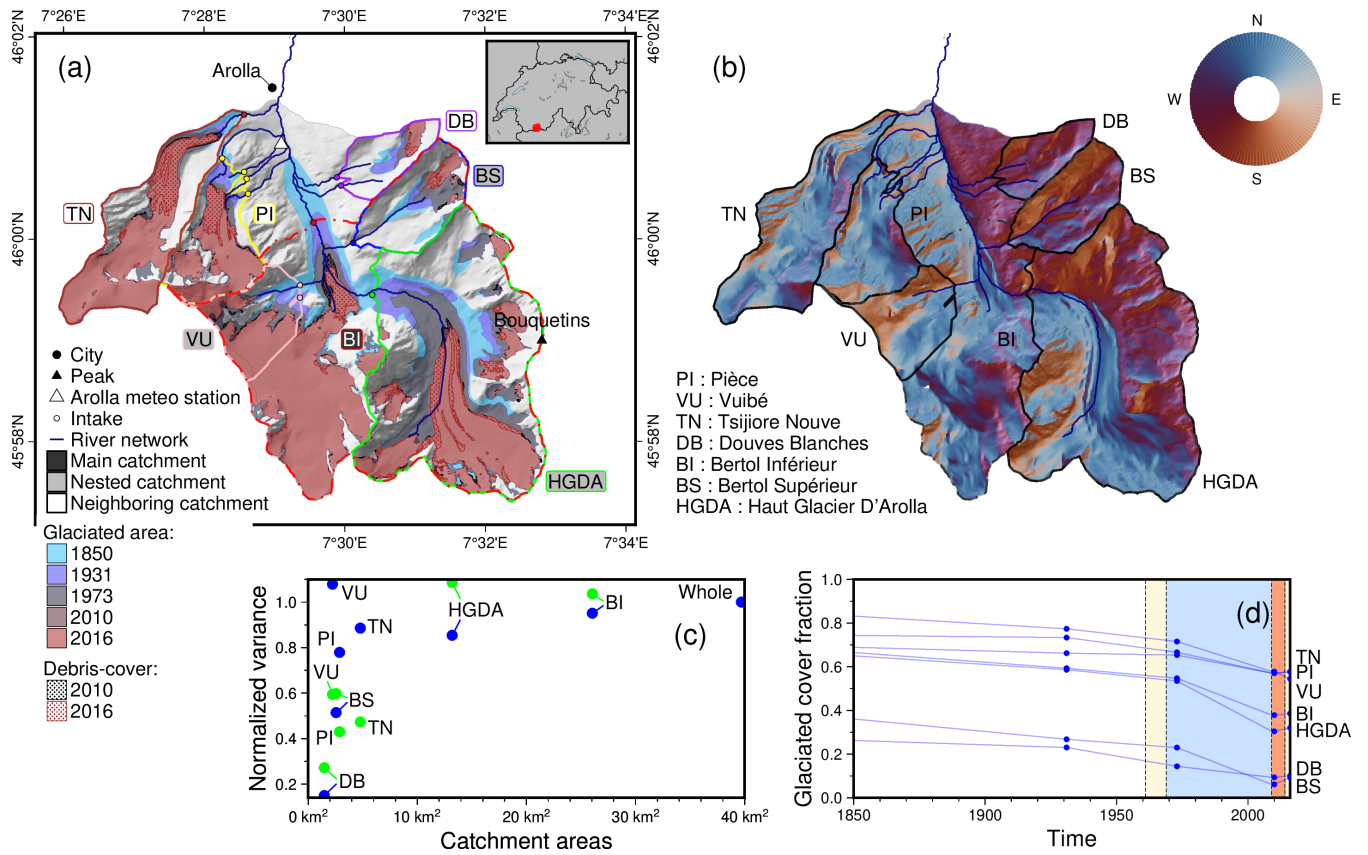 7°26'E 7°28'E 7°30'E 7°32'E 7°34'E
46°02'N
46°02'N
(a)
Arolla
DB
BS
TN
PI
46°00'N
46°00'N
VU
BI
Bouquetins
HGDA
45°58'N
45°58'N
City
Peak
Arolla meteo station
Intake
River network
Main catchment
Nested catchment
Neighboring catchment
7°30'E 7°32'E 7°34'E
Glaciated area:
1850
1931
1973
2010
2016
Debris-cover:
2010
2016
(b)
N
W E
S
DB
BS
TN
PI
VU
BI
HGDA
PI : Pièce
VU : Vuibé
TN : Tsijiore Nouve
DB : Douves Blanches
BI : Bertol Inférieur
BS : Bertol Supérieur
HGDA : Haut Glacier D'Arolla
Normalized variance
1.0
0.8
0.6
0.4
0.2
VU
HGDA
BI
Whole
TN
PI
(c)
VU
BS
TN
PI
DB
0 km² 10 km² 20 km² 30 km² 40 km²
Catchment areas
Glaciated cover fraction
1.0
0.8
0.6
0.4
0.2
0.0
(d)
TN
PI
VU
BI
HGDA
DB
BS
1850 1900 1950 2000
Time